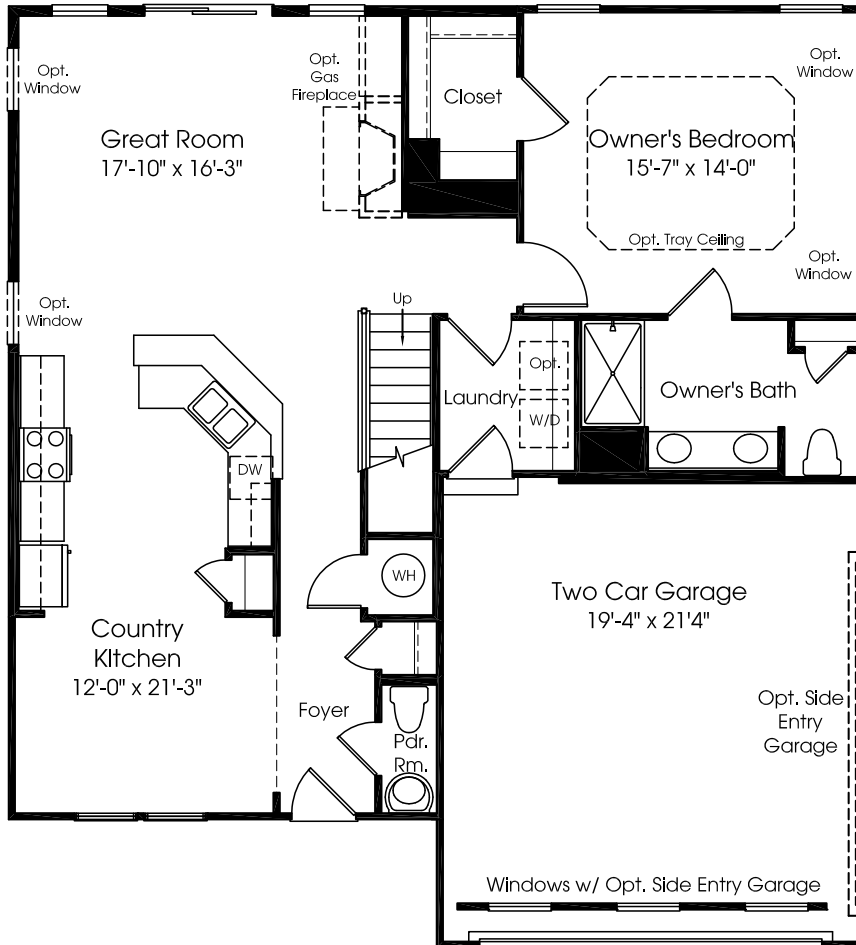 Opt.
Window
Great Room
17'-10" x 16'-3"
Opt.
Gas
Fireplace
Closet
Owner's Bedroom
15'-7" x 14'-0"
Opt. Tray Ceiling
Opt.
Window
Opt.
Window
Opt.
Window
Up
Laundry
Opt.
W/D
Owner's Bath
DW
WH
Country
KItchen
12'-0" x 21'-3"
Foyer
Pdr.
Rm.
Two Car Garage
19'-4" x 21'4"
Opt. Side
Entry
Garage
Windows w/ Opt. Side Entry Garage